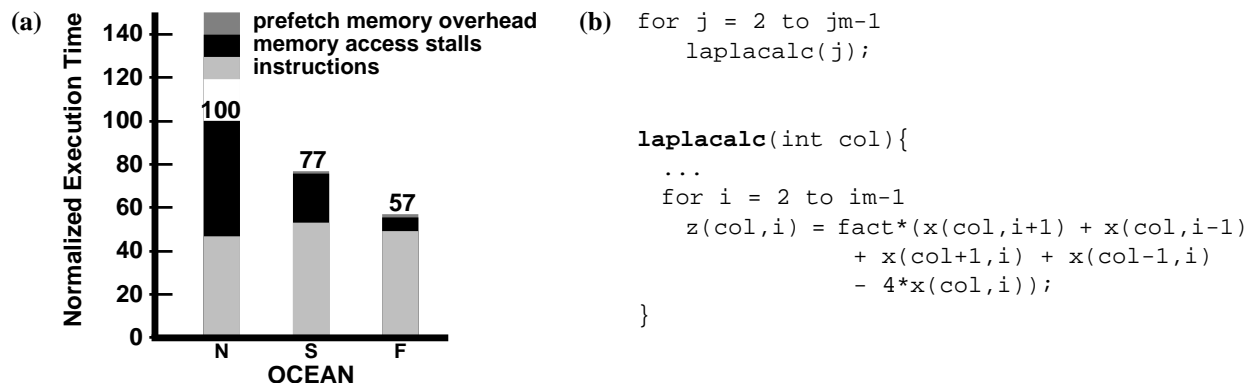 (a)
prefetch memory overhead
memory access stalls
instructions
Normalized Execution Time
140
120
100
80
60
40
20
0
100
77
57
N S F
OCEAN
(b)
for j = 2 to jm-1
laplacalc(j);
laplacalc(int col){
...
for i = 2 to im-1
z(col,i) = fact*(x(col,i+1) + x(col,i-1)
+ x(col+1,i) + x(col-1,i)
- 4*x(col,i));
}